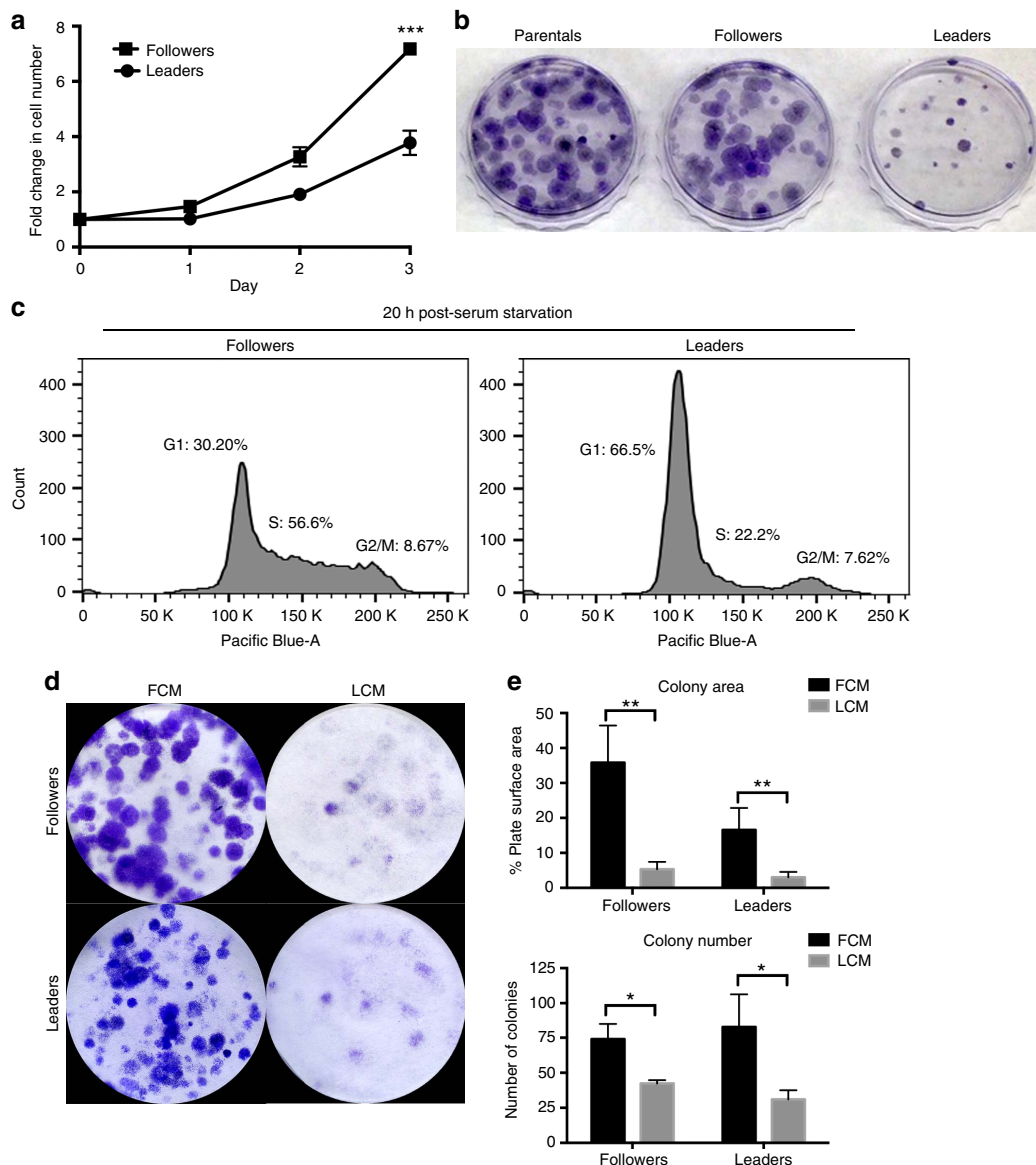 a
Fold change in cell number
8
6
4
2
0
Followers
Leaders
***
0 1 2 3
Day
b
Parentals Followers Leaders
c
20 h post-serum starvation
Followers
Count
400
300
200
100
0
G1: 30.20%
S: 56.6%
G2/M: 8.67%
0 50 K 100 K 150 K 200 K 250 K
Pacific Blue-A
Leaders
400
300
200
100
0
G1: 66.5%
S: 22.2%
G2/M: 7.62%
0 50 K 100 K 150 K 200 K 250 K
Pacific Blue-A
d
FCM LCM
Followers
Leaders
e
Colony area
FCM
LCM
% Plate surface area
50
40
30
20
10
0
**
**
Followers Leaders
Colony number
FCM
LCM
Number of colonies
125
100
75
50
25
0
*
*
Followers Leaders